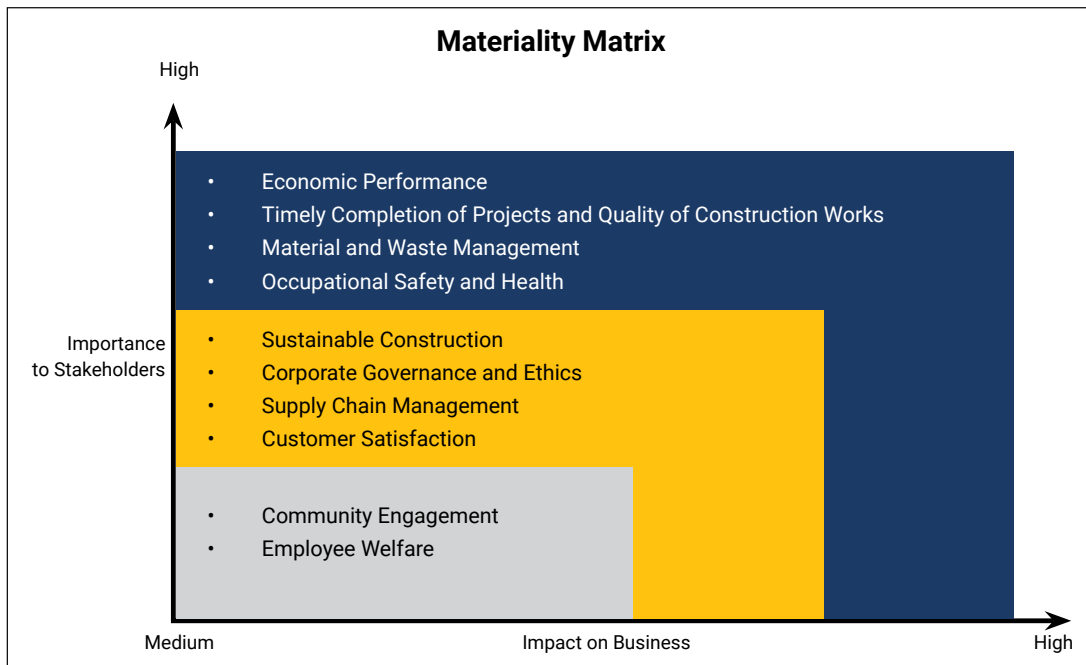 Materiality Matrix
High
• Economic Performance
• Timely Completion of Projects and Quality of Construction Works
• Material and Waste Management
• Occupational Safety and Health
Importance
to Stakeholders
• Sustainable Construction
• Corporate Governance and Ethics
• Supply Chain Management
• Customer Satisfaction
• Community Engagement
• Employee Welfare
Medium
Impact on Business
High